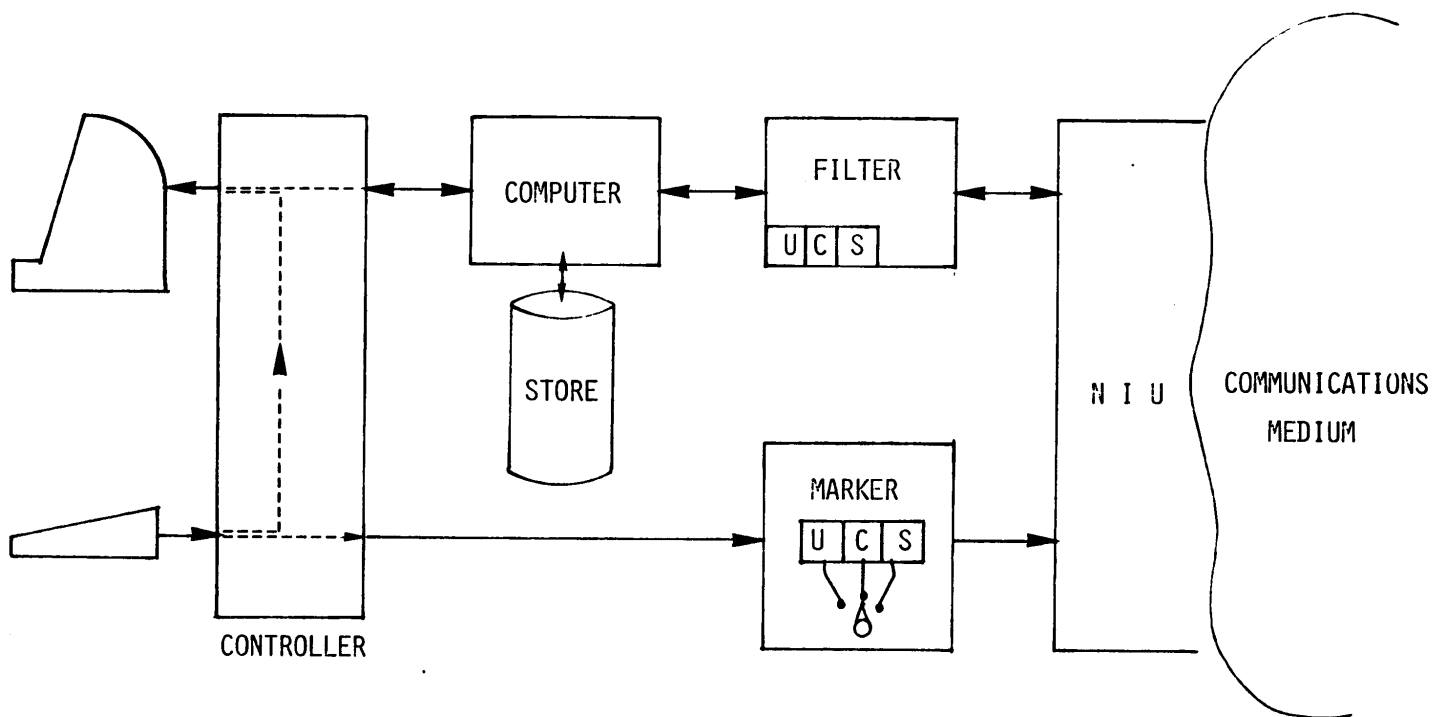 COMPUTER
FILTER
U C S
STORE
N I U
COMMUNICATIONS
MEDIUM
MARKER
U C S
CONTROLLER